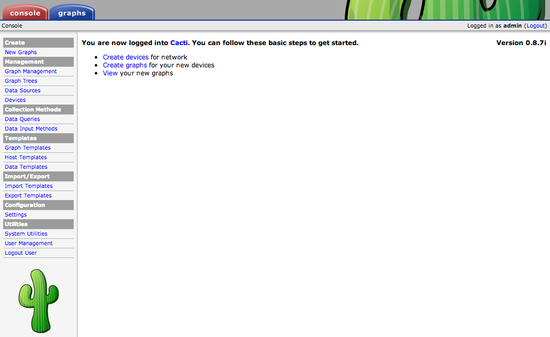 console graphs
Console Logged in as admin (Logout)
Create
New Graphs
Management
Graph Management
Graph Trees
Data Sources
Devices
Collection Methods
Data Queries
Data Input Methods
Templates
Graph Templates
Host Templates
Data Templates
Import/Export
Import Templates
Export Templates
Configuration
Settings
Utilities
System Utilities
User Management
Logout User
You are now logged into Cacti. You can follow these basic steps to get started. Version 0.8.7i
Create devices for network
Create graphs for your new devices
View your new graphs